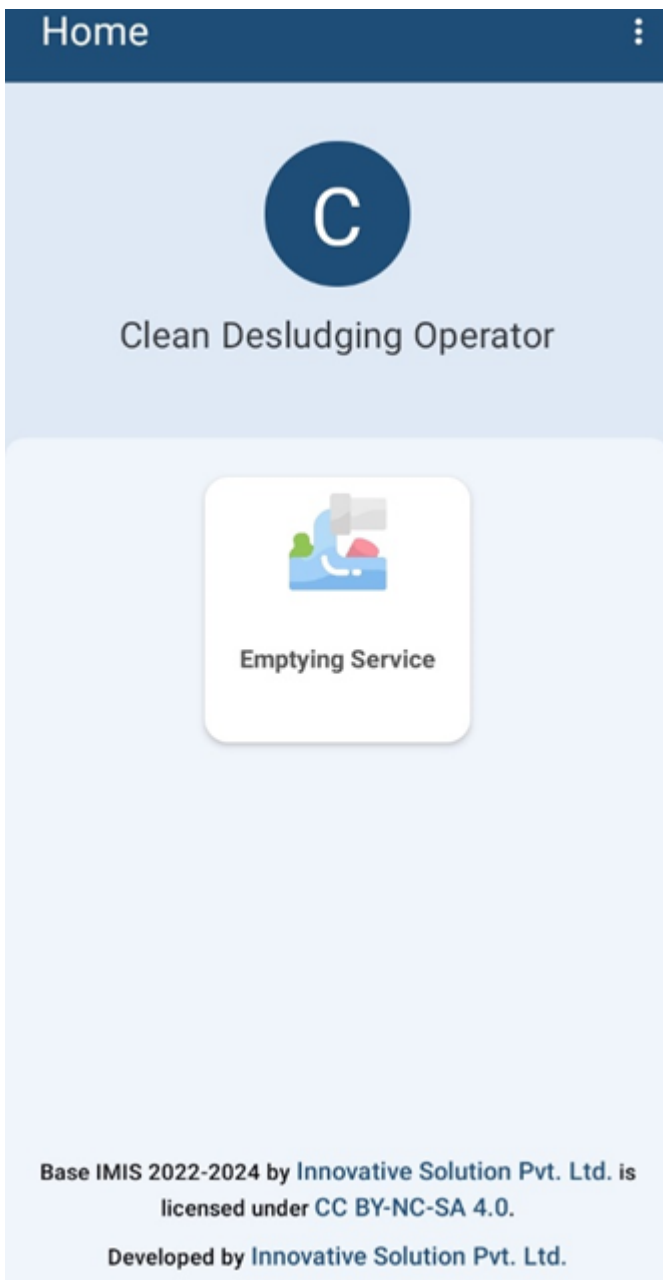 Home
C
Clean Desludging Operator
Emptying Service
Base IMIS 2022-2024 by Innovative Solution Pvt. Ltd. is
licensed under CC BY-NC-SA 4.0.
Developed by Innovative Solution Pvt. Ltd.